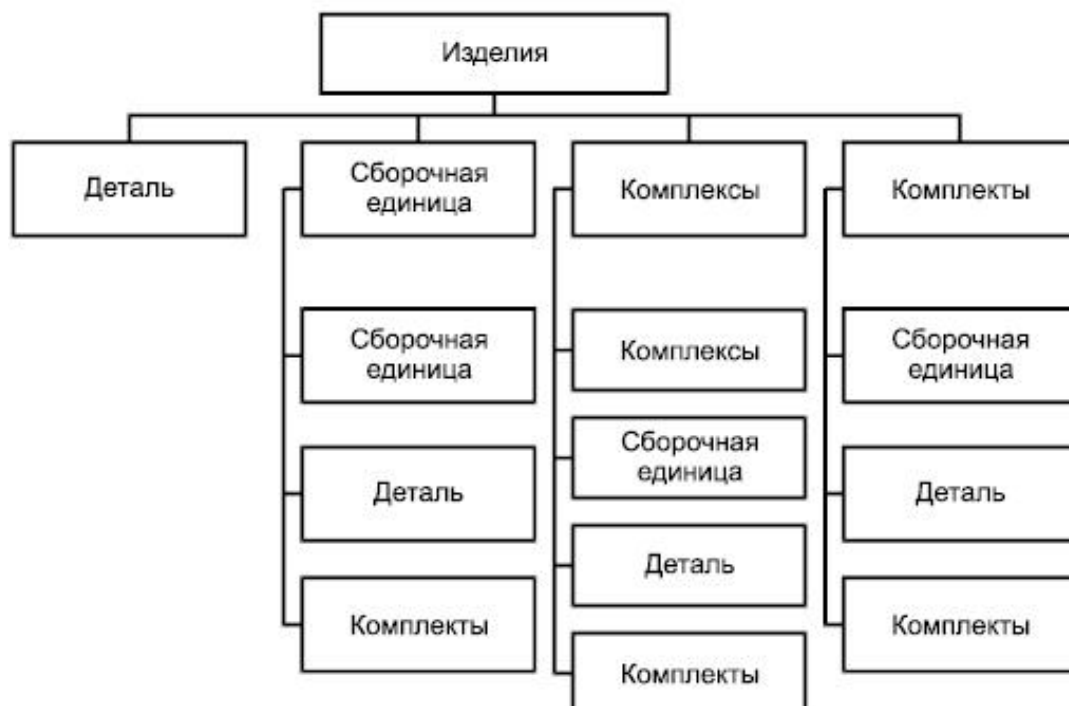 Изделия
Деталь
Сборочная
единица
Комплексы
Комплекты
Сборочная
единица
Деталь
Комплекты
Комплексы
Сборочная
единица
Деталь
Комплекты
Сборочная
единица
Деталь
Комплекты